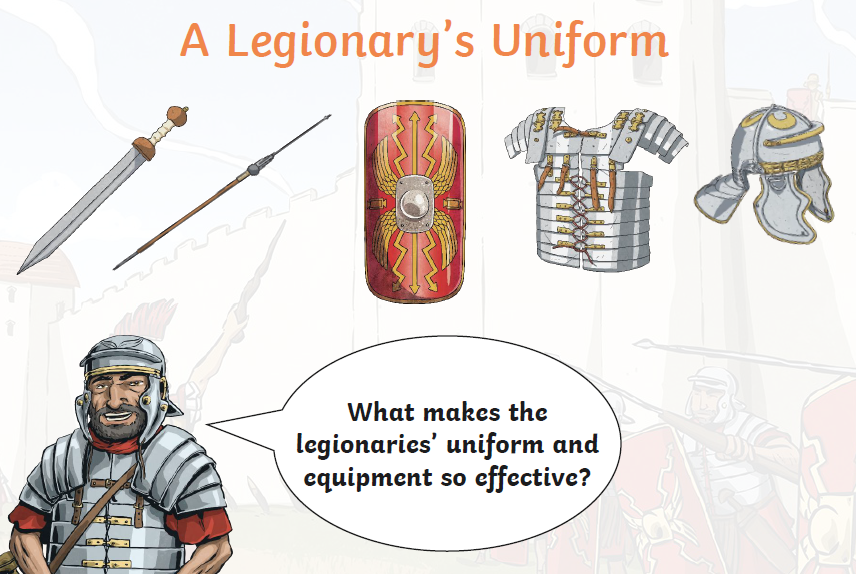 A Legionary's Uniform
What makes the
legionaries' uniform and
equipment so effective?